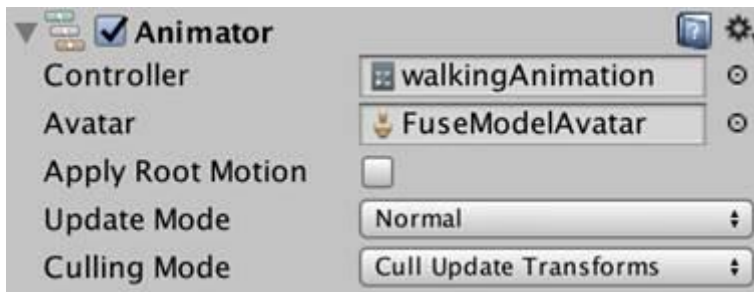 Animator
Controller walkingAnimation
Avatar FuseModelAvatar
Apply Root Motion
Update Mode Normal
Culling Mode Cull Update Transforms